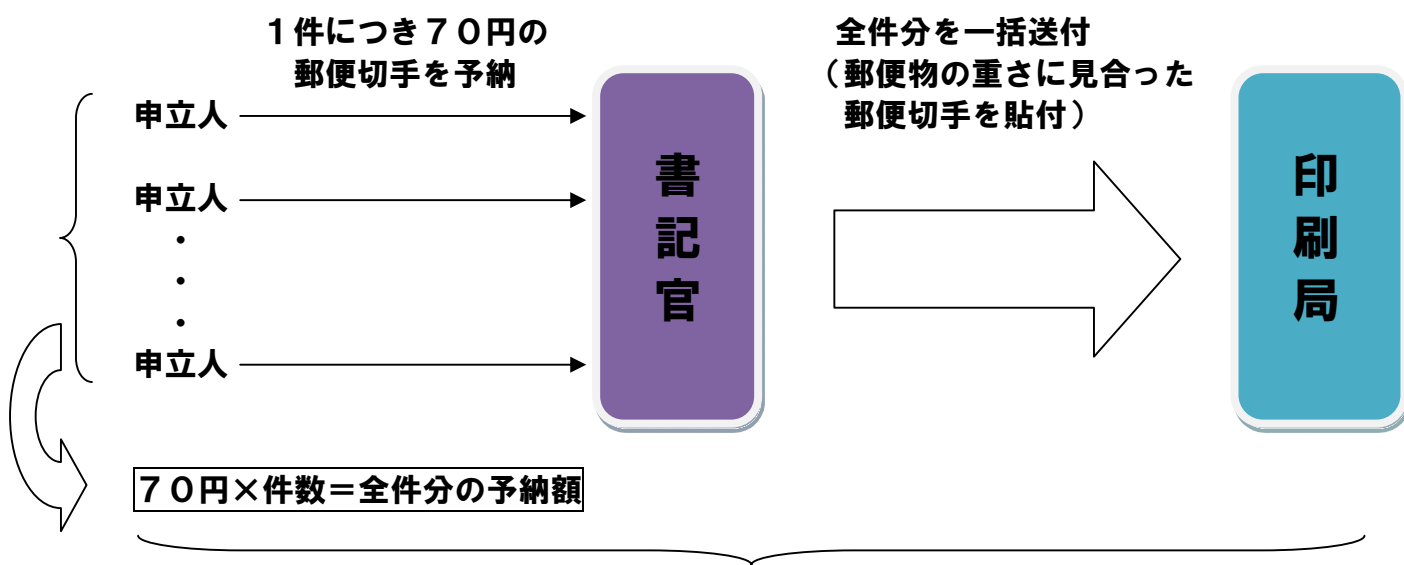 １件につき７０円の
郵便切手を予納
全件分を一括送付
（郵便物の重さに見合った
郵便切手を貼付）
申立人
申立人
・
・
・
申立人
書記官
印刷局
７０円×件数＝全件分の予納額